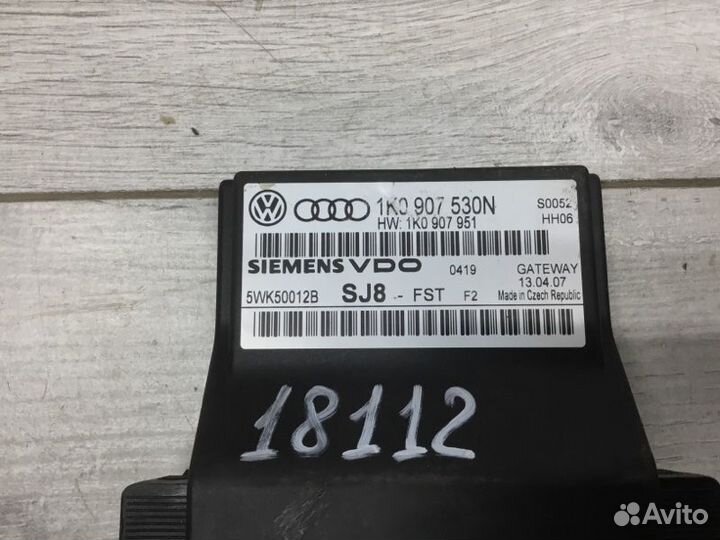 1K0 907 530N
HW: 1K0 907 951
S0052
HH06
SIEMENS VDO
0419
GATEWAY
13.04.07
5WK50012B
SJ8 -- FST F2
Made in Czech Republic
18112
Avito